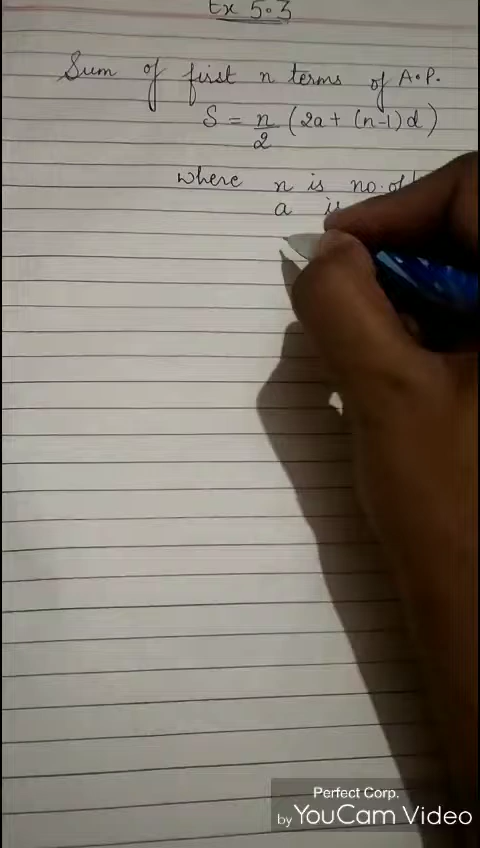 Ex 5.3
Sum of first n terms of A.P.
S = n/2 (2a + (n-1)d)
where n is no. of
a is
Perfect Corp.
by YouCam Video